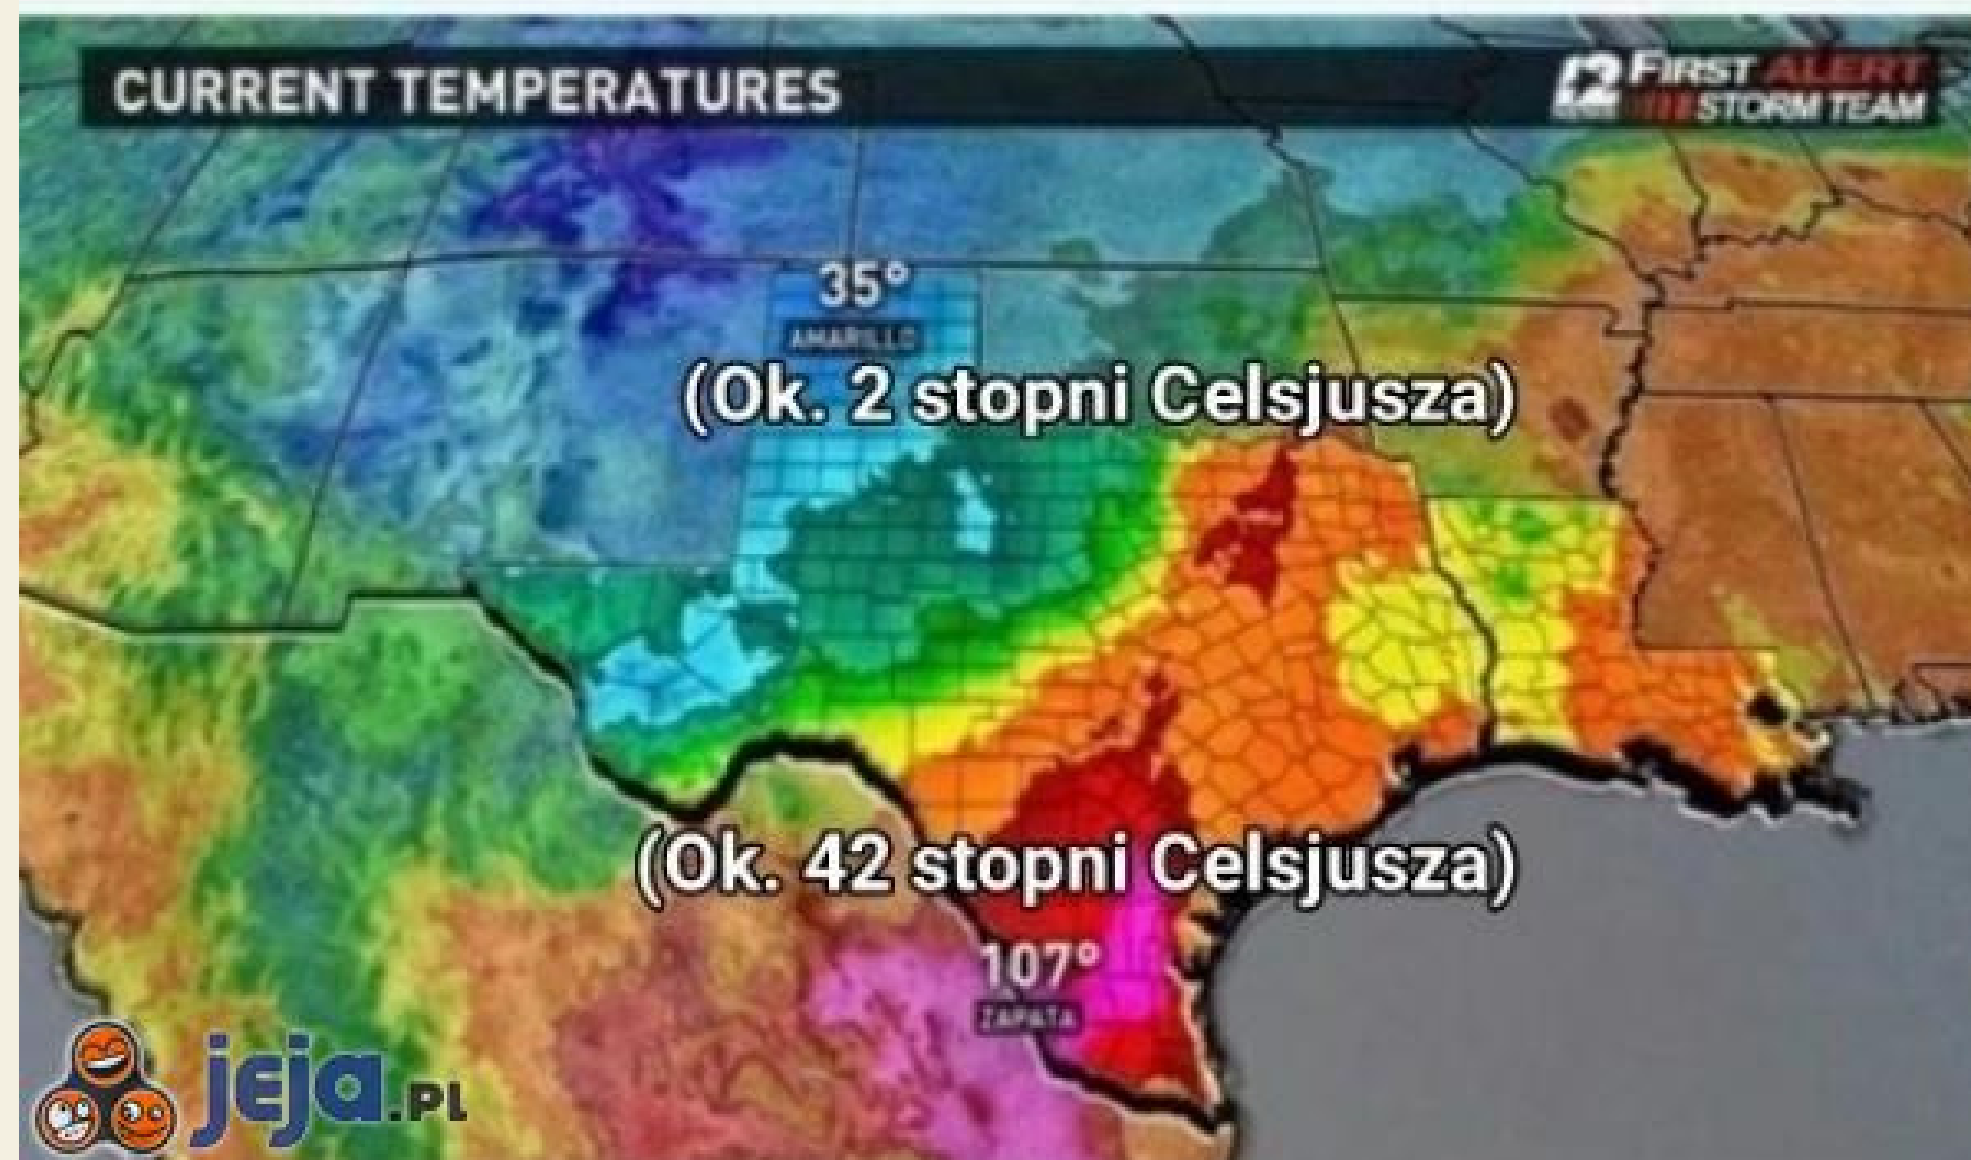 CURRENT TEMPERATURES
2 FIRST ALERT
STORM TEAM
35°
AMARILLO
(Ok. 2 stopni Celsjusza)
(Ok. 42 stopni Celsjusza)
107°
ZAPATA
jeja.PL